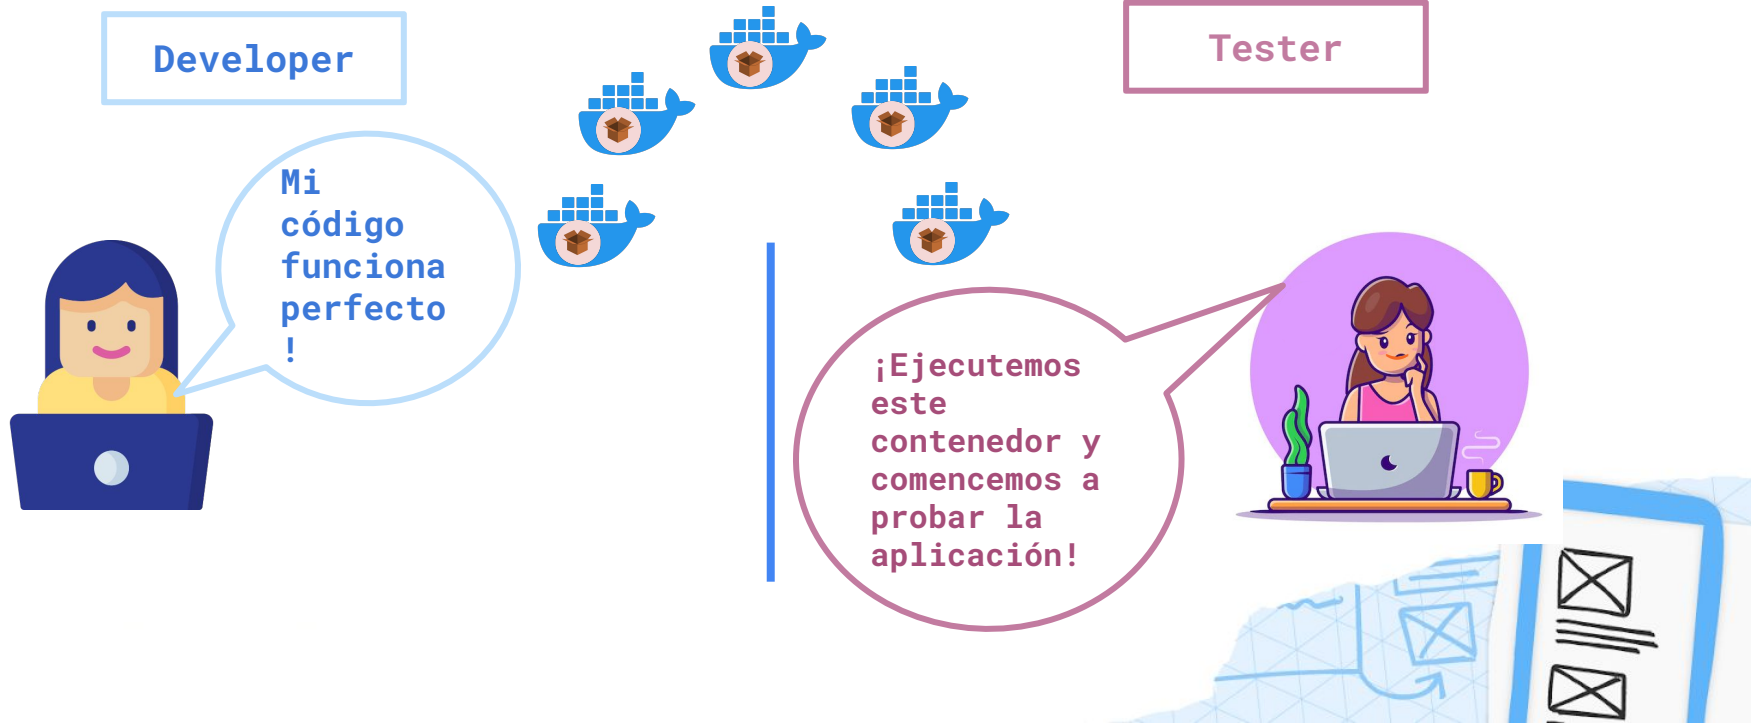 Developer
Tester
Mi
código
funciona
perfecto
!
¡Ejecutemos
este
contenedor y
comencemos a
probar la
aplicación!